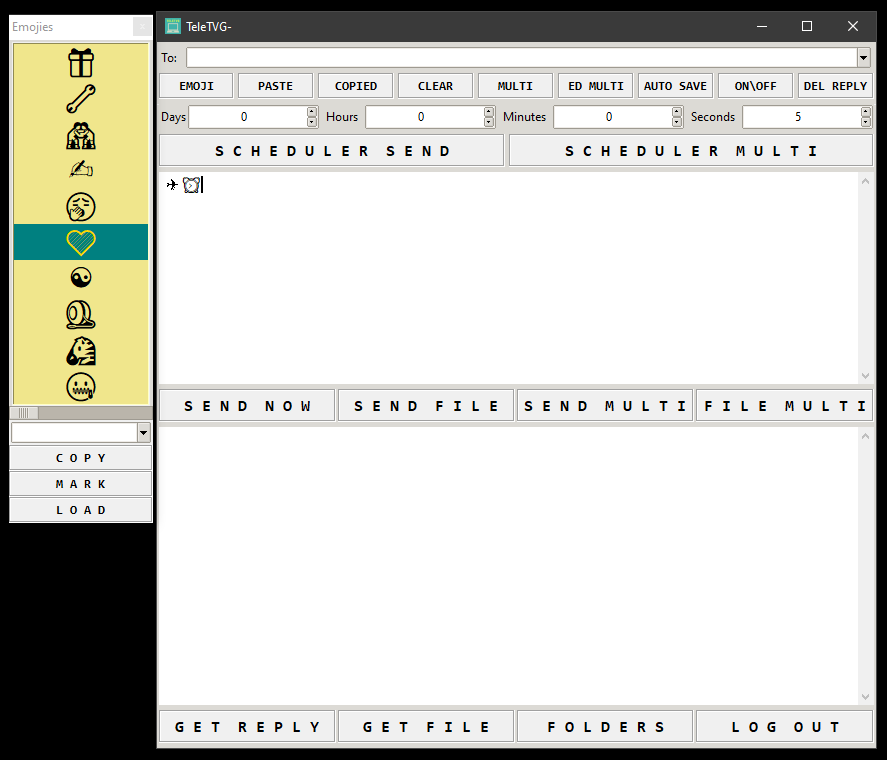 Emojies
COPY
MARK
LOAD
TeleTVG-
To:
EMOJI PASTE COPIED CLEAR MULTI ED MULTI AUTO SAVE ON\OFF DEL REPLY
Days 0 Hours 0 Minutes 0 Seconds 5
SCHEDULER SEND SCHEDULER MULTI
✈ ⏰
SEND NOW SEND FILE SEND MULTI FILE MULTI
GET REPLY GET FILE FOLDERS LOG OUT